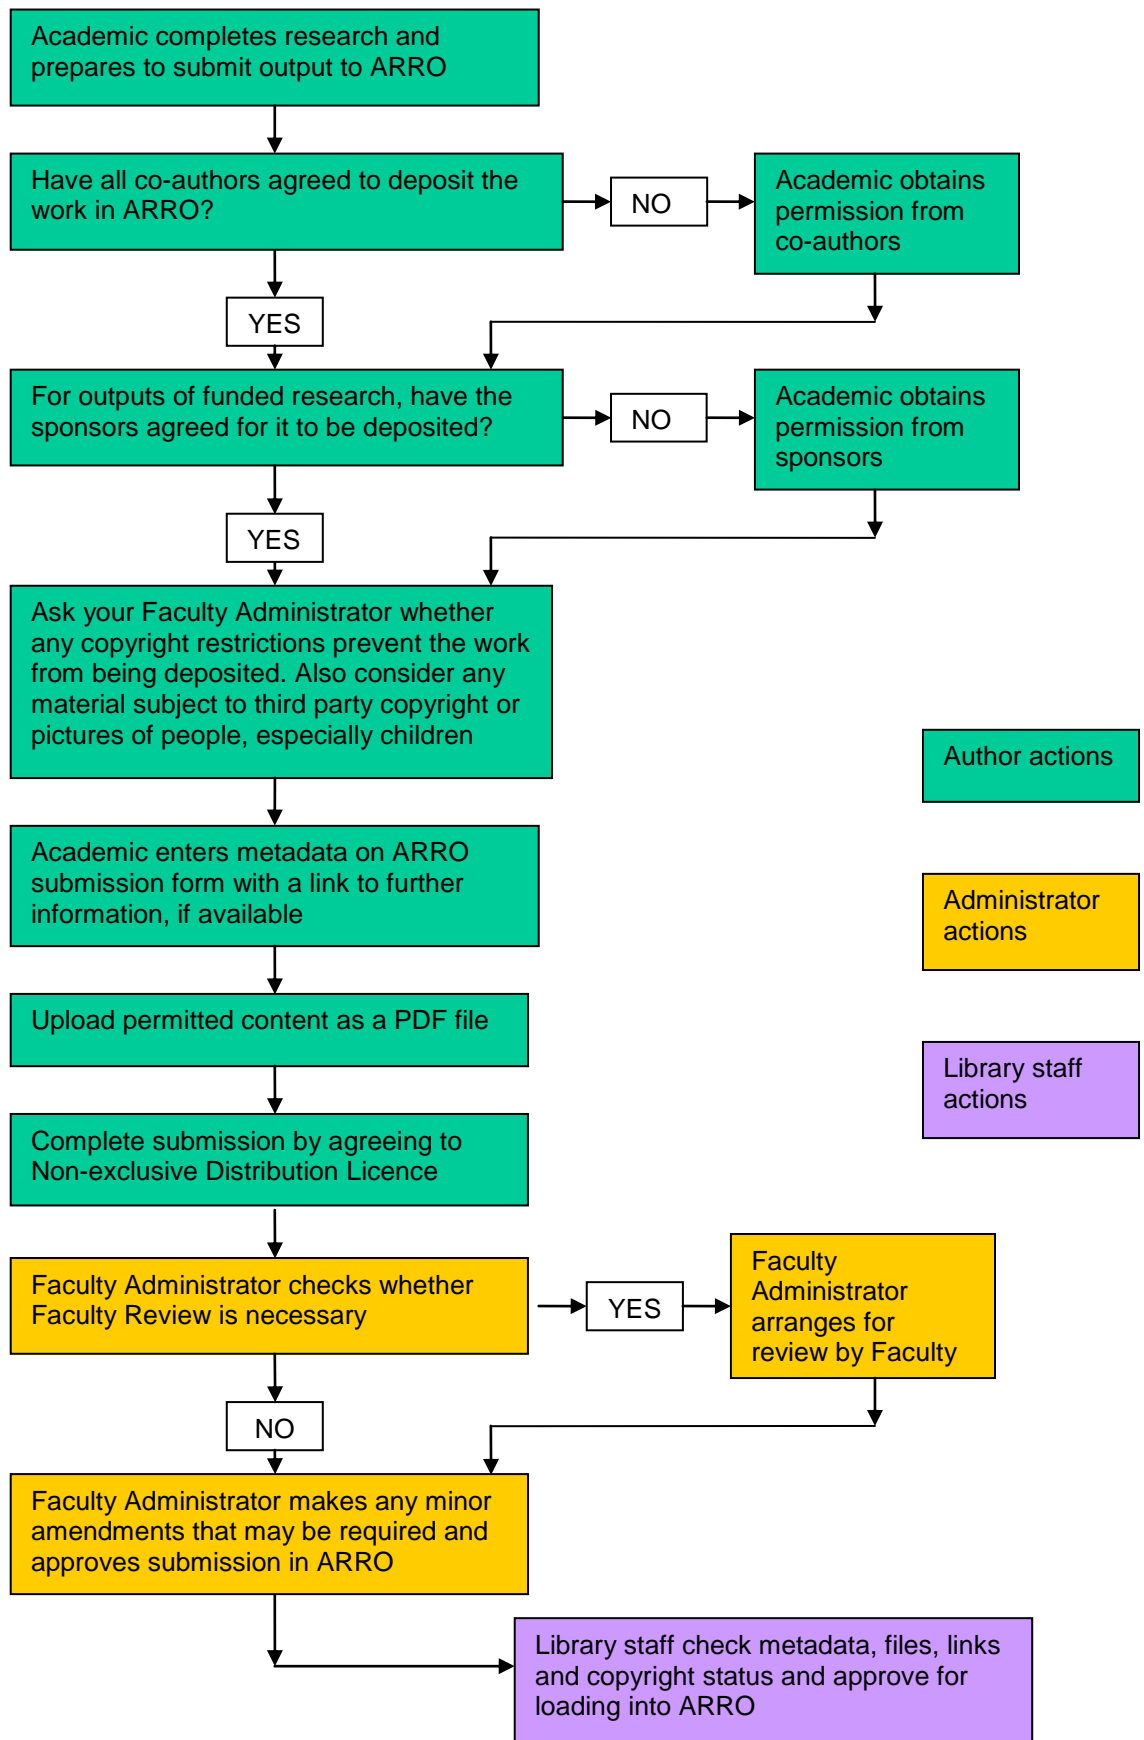 Academic completes research and
prepares to submit output to ARRO
Have all co-authors agreed to deposit the
work in ARRO?
NO
Academic obtains
permission from
co-authors
YES
For outputs of funded research, have the
sponsors agreed for it to be deposited?
NO
Academic obtains
permission from
sponsors
YES
Ask your Faculty Administrator whether
any copyright restrictions prevent the work
from being deposited. Also consider any
material subject to third party copyright or
pictures of people, especially children
Author actions
Academic enters metadata on ARRO
submission form with a link to further
information, if available
Administrator
actions
Upload permitted content as a PDF file
Library staff
actions
Complete submission by agreeing to
Non-exclusive Distribution Licence
Faculty Administrator checks whether
Faculty Review is necessary
YES
Faculty
Administrator
arranges for
review by Faculty
NO
Faculty Administrator makes any minor
amendments that may be required and
approves submission in ARRO
Library staff check metadata, files, links
and copyright status and approve for
loading into ARRO